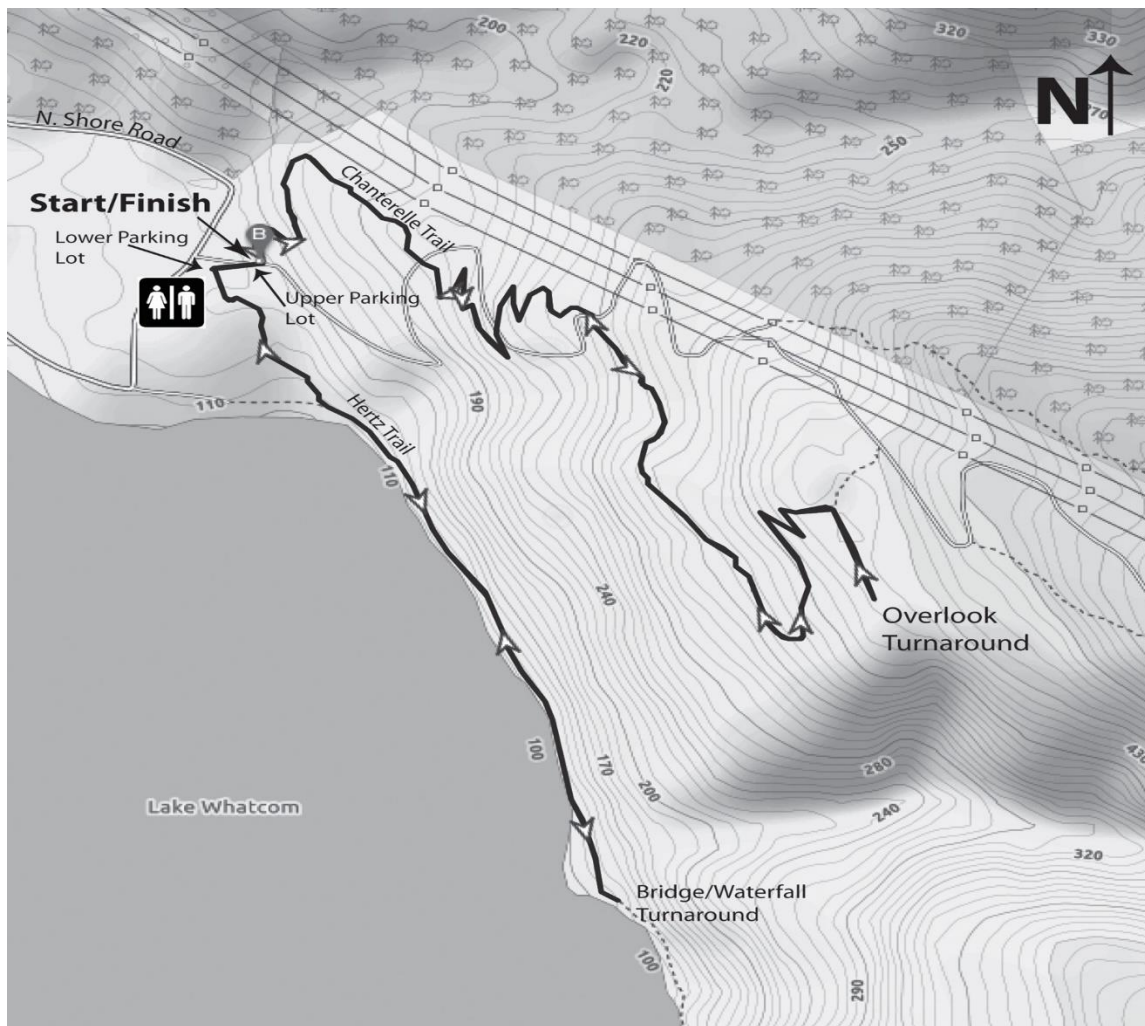 200
320
330
220
220
N
270
250
N. Shore Road
Chanterelle Trail
Start/Finish
B
Lower Parking
Lot
Upper Parking
Lot
190
110
Hertz Trail
110
240
Overlook
Turnaround
100
170
200
280
430
240
Lake Whatcom
320
Bridge/Waterfall
Turnaround
100
290